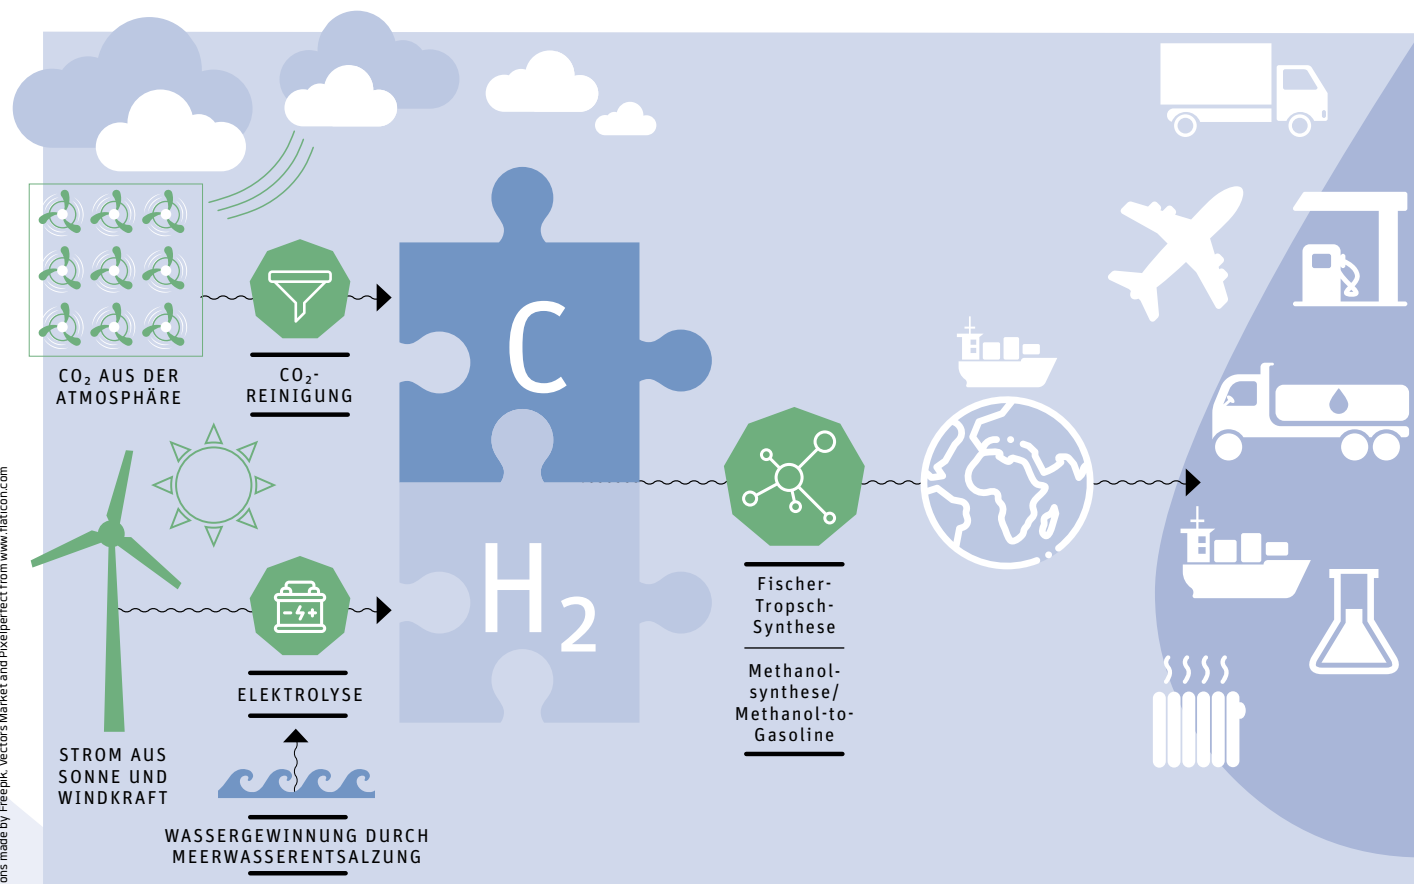 CO₂ AUS DER
ATMOSPHÄRE
CO₂-
REINIGUNG
C
H₂
STROM AUS
SONNE UND
WINDKRAFT
ELEKTROLYSE
WASSERGEWINNUNG DURCH
MEERWASSERENTSALZUNG
Fischer-
Tropsch-
Synthese
Methanol-
synthese/
Methanol-to-
Gasoline
ons made by Freepik, Vectors Market and Pixelperfect from www.flaticon.com